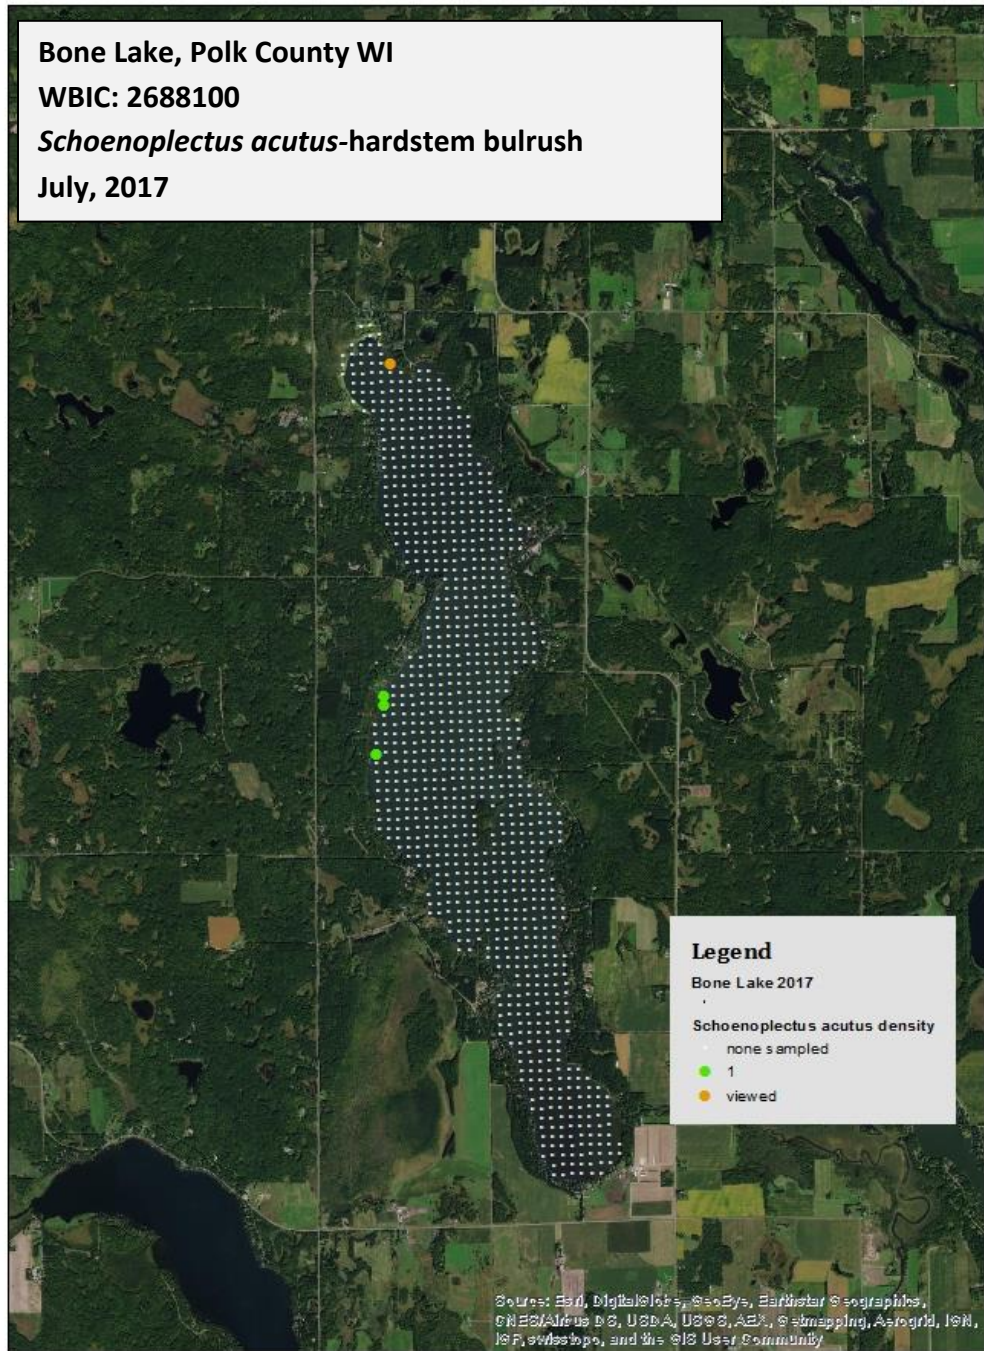 Bone Lake, Polk County WI
WBIC: 2688100
Schoenoplectus acutus-hardstem bulrush
July, 2017
Legend
Bone Lake 2017
Schoenoplectus acutus density
none sampled
1
viewed
Source: Esri, DigitalGlobe, GeoEye, Earthstar Geographics,
CNES/Airbus DS, USDA, USGS, AEX, Getmapping, Aerogrid, IGN,
IGP, swisstopo, and the GIS User Community